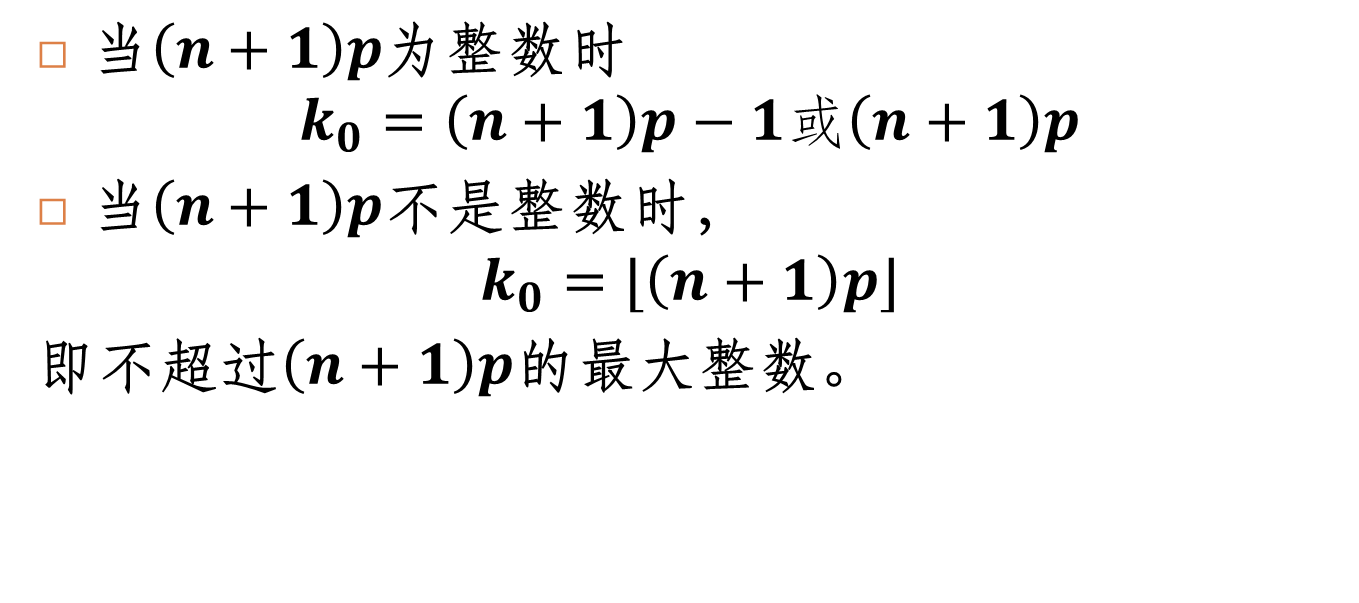 □ 当(n + 1)p为整数时
k₀ = (n + 1)p − 1或(n + 1)p
□ 当(n + 1)p不是整数时，
k₀ = ⌊(n + 1)p⌋
即不超过(n + 1)p的最大整数。